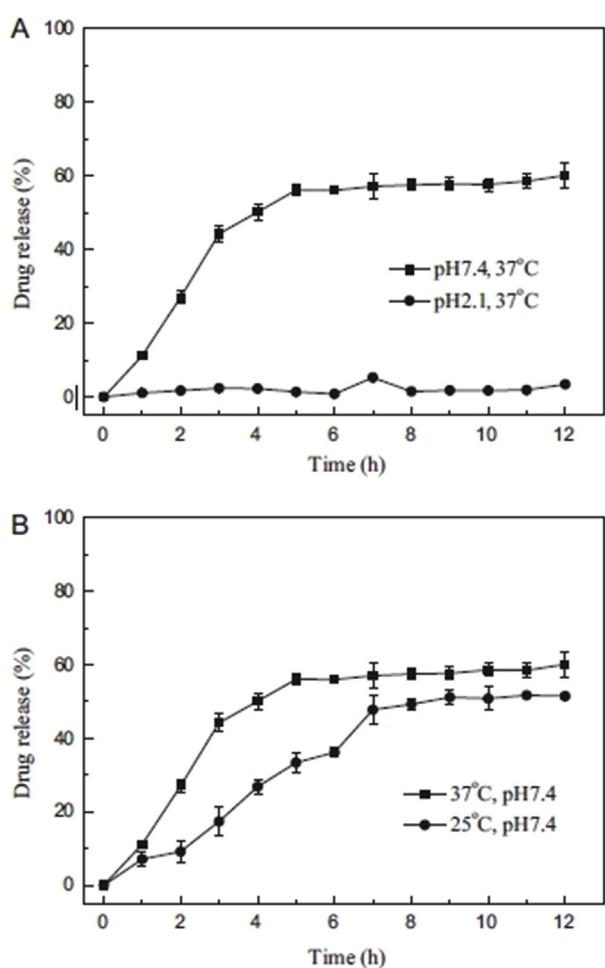 A
100
80
60
40
20
0
Drug release (%)
pH7.4, 37°C
pH2.1, 37°C
0 2 4 6 8 10 12
Time (h)
B
100
80
60
40
20
0
Drug release (%)
37°C, pH7.4
25°C, pH7.4
0 2 4 6 8 10 12
Time (h)